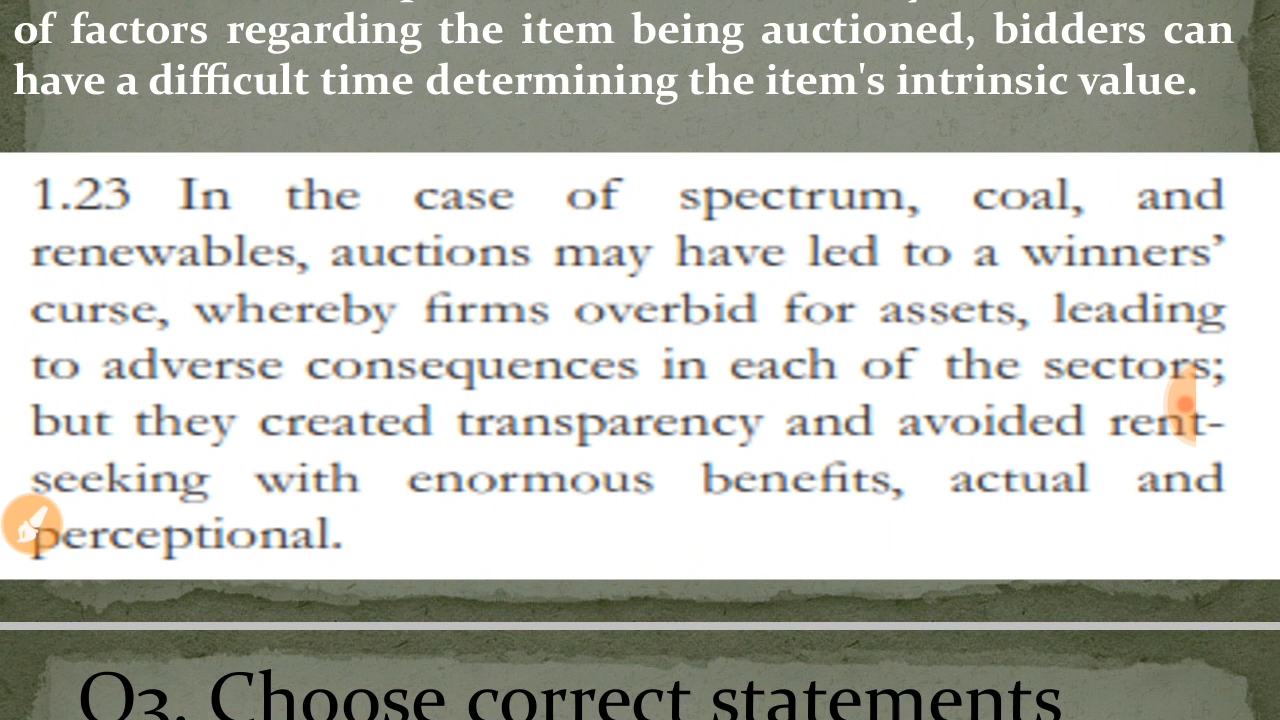 of factors regarding the item being auctioned, bidders can
have a difficult time determining the item's intrinsic value.
1.23 In the case of spectrum, coal, and
renewables, auctions may have led to a winners’
curse, whereby firms overbid for assets, leading
to adverse consequences in each of the sectors;
but they created transparency and avoided rent-
seeking with enormous benefits, actual and
perceptional.
Q3. Choose correct statements